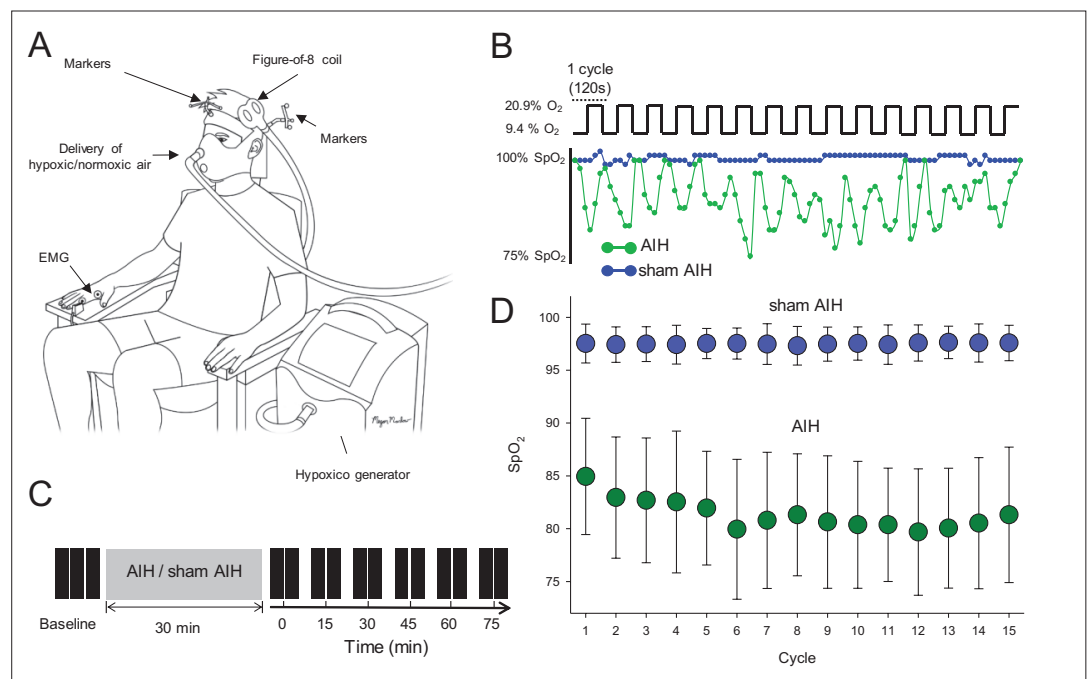 A
Markers
Figure-of-8 coil
Markers
Delivery of
hypoxic/normoxic air
EMG
Hypoxico generator
B
1 cycle
(120s)
20.9% O₂
9.4 % O₂
100% SpO₂
75% SpO₂
AIH
sham AIH
C
AIH / sham AIH
Baseline
30 min
0 15 30 45 60 75
Time (min)
D
sham AIH
AIH
SpO₂
100
95
90
85
80
75
1 2 3 4 5 6 7 8 9 10 11 12 13 14 15
Cycle